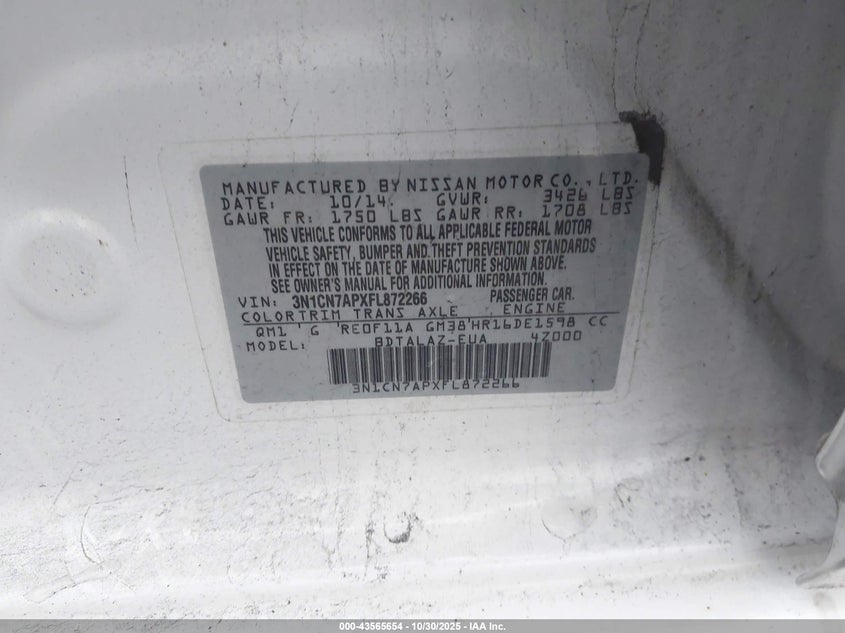 MANUFACTURED BY NISSAN MOTOR CO., LTD.
DATE: 10/14. GVWR: 3426 LBS
GAWR FR: 1750 LBS GAWR RR: 1708 LBS
THIS VEHICLE CONFORMS TO ALL APPLICABLE FEDERAL MOTOR
VEHICLE SAFETY, BUMPER AND THEFT PREVENTION STANDARDS
IN EFFECT ON THE DATE OF MANUFACTURE SHOWN ABOVE.
SEE OWNER'S MANUAL FOR ADDITIONAL INFORMATION.
VIN: 3N1CN7APXFL872266 PASSENGER CAR.
COLOR TRIM TRANS AXLE ENGINE
QM1 ' G 'RE0F11A GM38'HR16DE1598 CC
MODEL: BDTALAZ-EUA 4Z000
3N1CN7APXFL872266
000-43565654 / 10/30/2025 - IAA Inc.